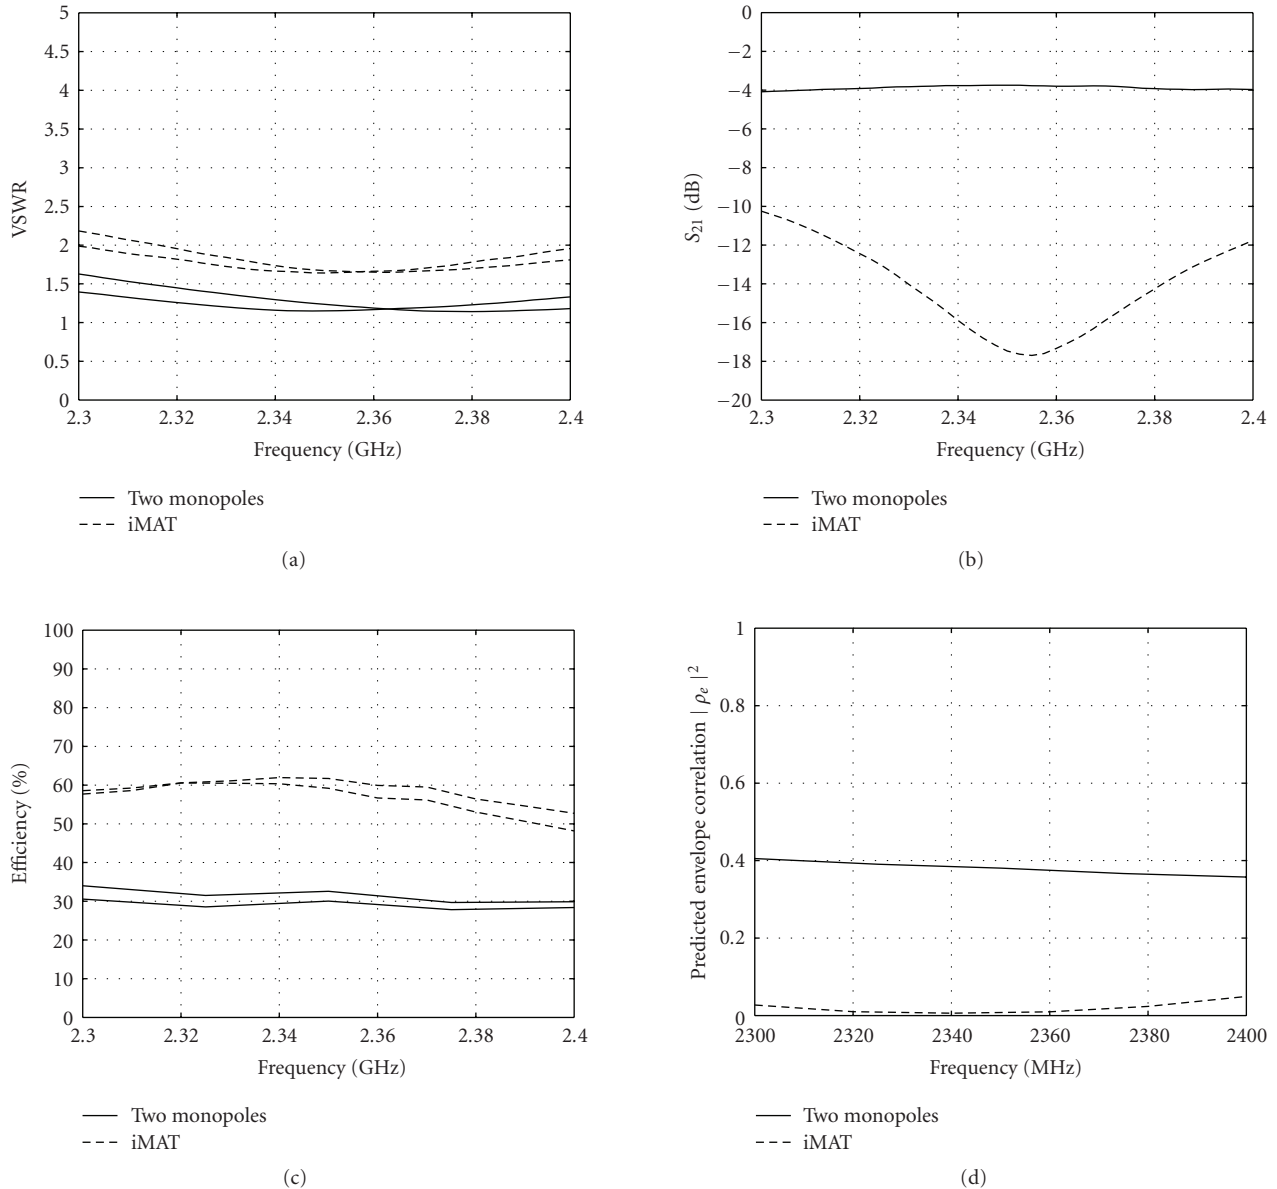 5
4.5
4
3.5
3
2.5
2
1.5
1
0.5
0
VSWR
2.3 2.32 2.34 2.36 2.38 2.4
Frequency (GHz)
Two monopoles
iMAT
(a)
0
−2
−4
−6
−8
−10
−12
−14
−16
−18
−20
S21 (dB)
2.3 2.32 2.34 2.36 2.38 2.4
Frequency (GHz)
Two monopoles
iMAT
(b)
100
90
80
70
60
50
40
30
20
10
0
Efficiency (%)
2.3 2.32 2.34 2.36 2.38 2.4
Frequency (GHz)
Two monopoles
iMAT
(c)
1
0.8
0.6
0.4
0.2
0
Predicted envelope correlation | ρe |2
2300 2320 2340 2360 2380 2400
Frequency (MHz)
Two monopoles
iMAT
(d)